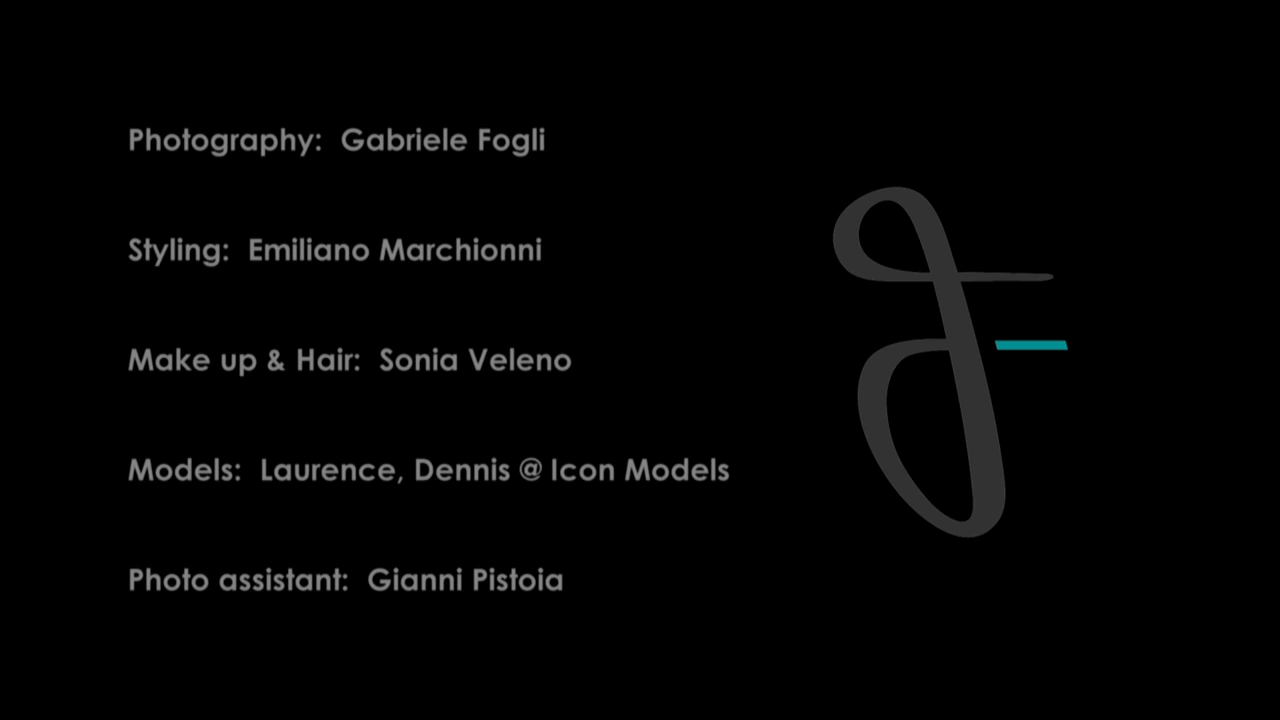 Photography: Gabriele Fogli
Styling: Emiliano Marchionni
Make up & Hair: Sonia Veleno
Models: Laurence, Dennis @ Icon Models
Photo assistant: Gianni Pistoia